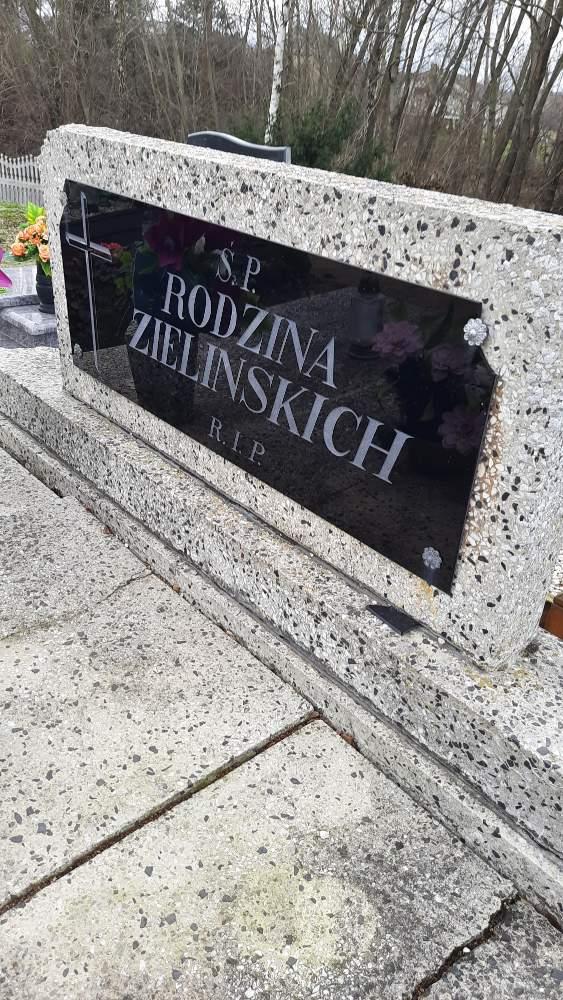 Ś.P.
RODZINA
ZIELINSKICH
R.I.P.